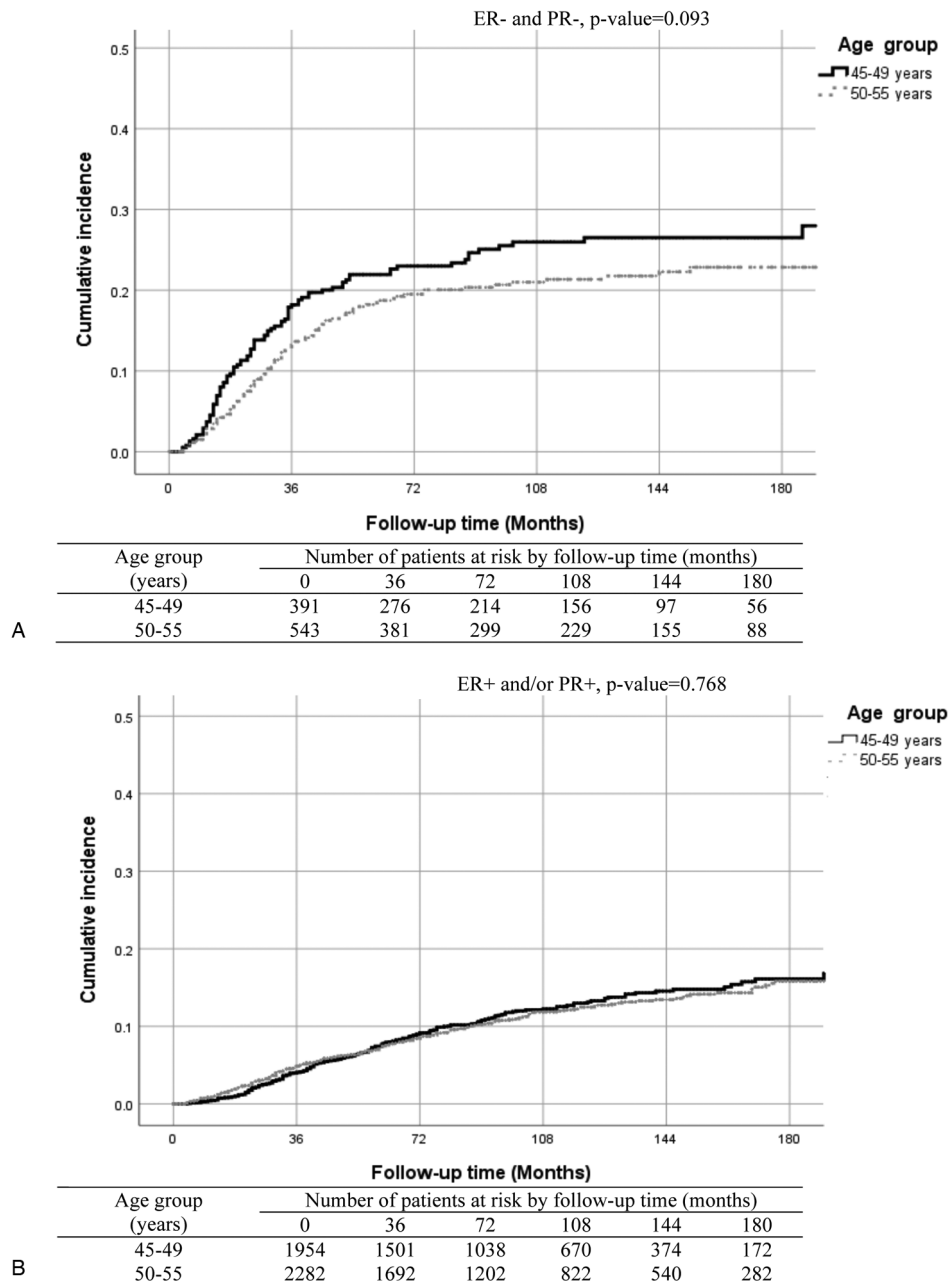 ER- and PR-, p-value=0.093
Age group
45-49 years
50-55 years
0.5
0.4
0.3
0.2
0.1
0.0
Cumulative incidence
0 36 72 108 144 180
Follow-up time (Months)
Age group Number of patients at risk by follow-up time (months)
(years) 0 36 72 108 144 180
45-49 391 276 214 156 97 56
A 50-55 543 381 299 229 155 88
ER+ and/or PR+, p-value=0.768
Age group
45-49 years
50-55 years
0.5
0.4
0.3
0.2
0.1
0.0
Cumulative incidence
0 36 72 108 144 180
Follow-up time (Months)
Age group Number of patients at risk by follow-up time (months)
(years) 0 36 72 108 144 180
45-49 1954 1501 1038 670 374 172
B 50-55 2282 1692 1202 822 540 282